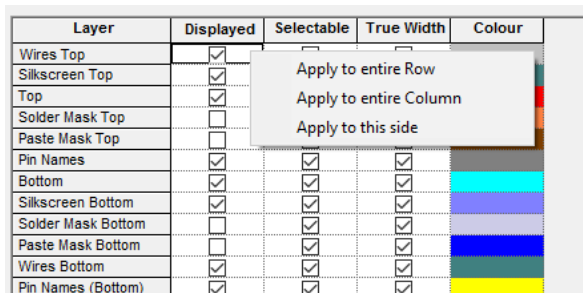 Layer Displayed Selectable True Width Colour
Wires Top
Silkscreen Top
Top
Solder Mask Top
Paste Mask Top
Pin Names
Bottom
Silkscreen Bottom
Solder Mask Bottom
Paste Mask Bottom
Wires Bottom
Pin Names (Bottom)
Apply to entire Row
Apply to entire Column
Apply to this side